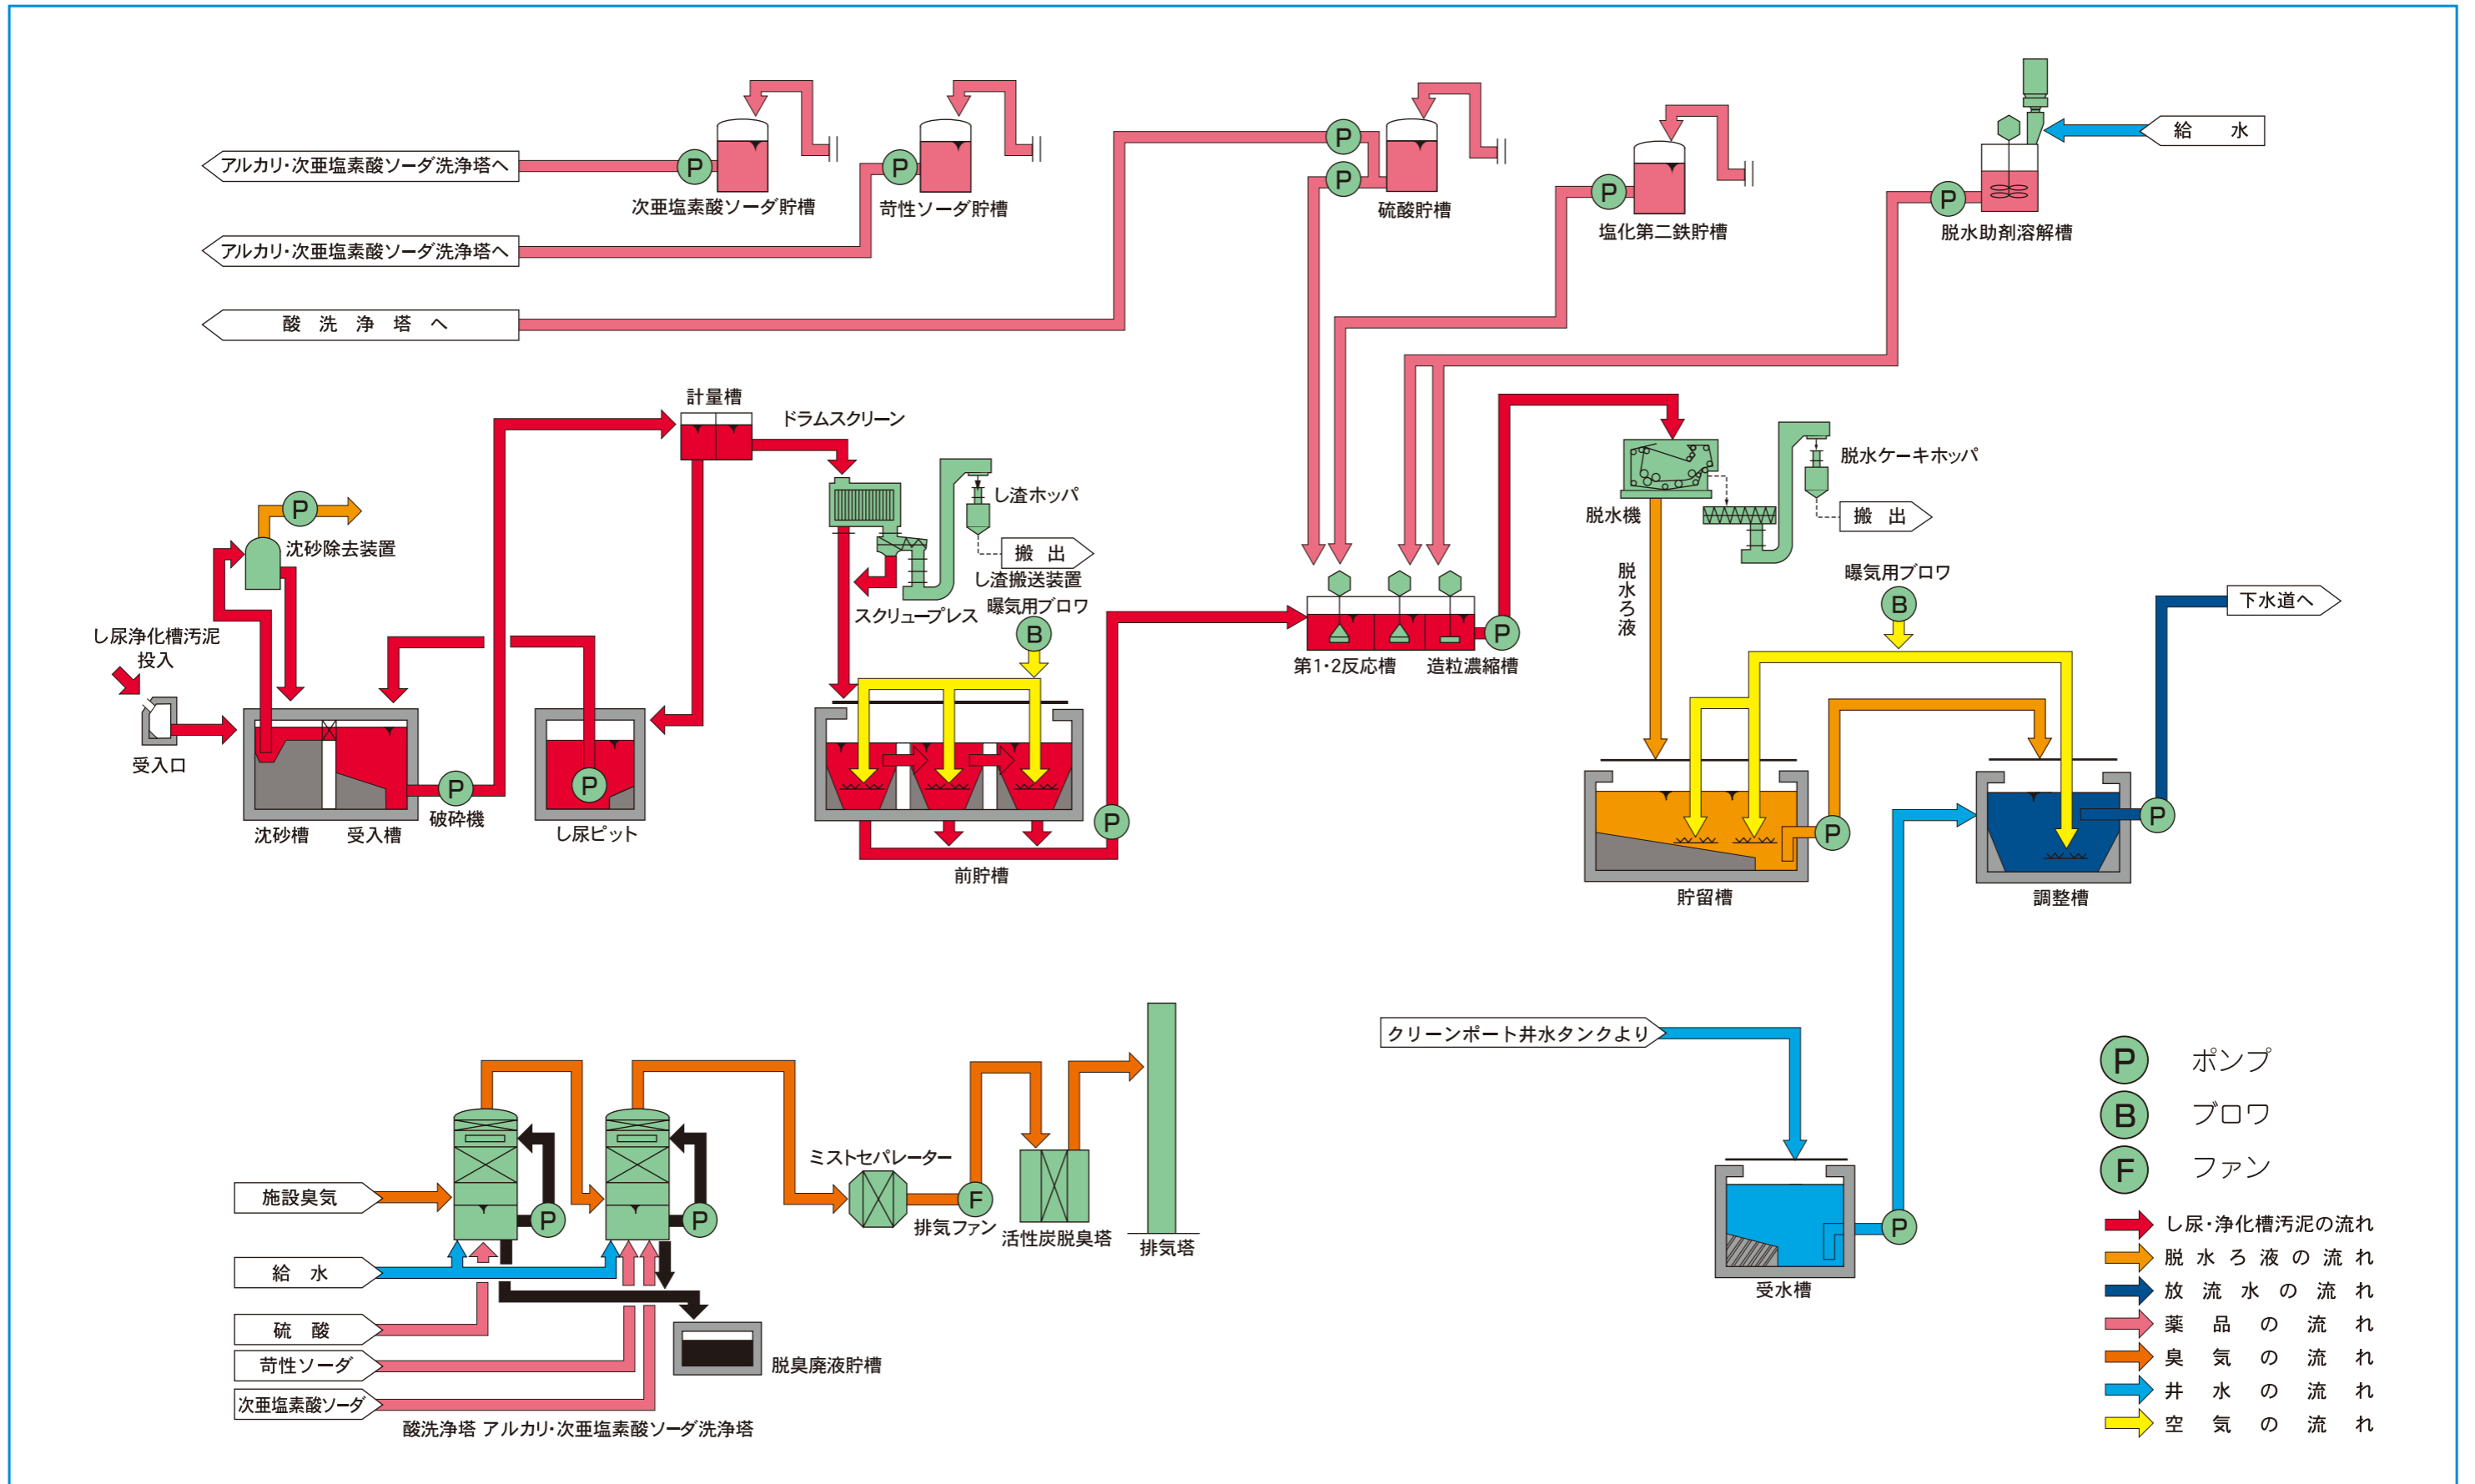 給 水
P
P
P
P
P
P
アルカリ・次亜塩素酸ソーダ洗浄塔へ
次亜塩素酸ソーダ貯槽
苛性ソーダ貯槽
硫酸貯槽
塩化第二鉄貯槽
脱水助剤溶解槽
アルカリ・次亜塩素酸ソーダ洗浄塔へ
酸洗浄塔へ
計量槽
ドラムスクリーン
脱水ケーキホッパ
搬 出
し渣ホッパ
P
沈砂除去装置
搬 出
し渣搬送装置
スクリュープレス
曝気用ブロワ
B
脱水機
脱水ろ液
曝気用ブロワ
B
下水道へ
し尿浄化槽汚泥
投入
受入口
第1・2反応槽
造粒濃縮槽
P
P
破砕機
P
沈砂槽
受入槽
し尿ピット
P
前貯槽
P
P
貯留槽
調整槽
クリーンポート井水タンクより
P
受水槽
ミストセパレーター
施設臭気
P
P
F
排気ファン
活性炭脱臭塔
排気塔
給 水
硫 酸
苛性ソーダ
次亜塩素酸ソーダ
脱臭廃液貯槽
酸洗浄塔 アルカリ・次亜塩素酸ソーダ洗浄塔
P ポンプ
B ブロワ
F ファン
し尿・浄化槽汚泥の流れ
脱水ろ液の流れ
放流水の流れ
薬品の流れ
臭気の流れ
井水の流れ
空気の流れ